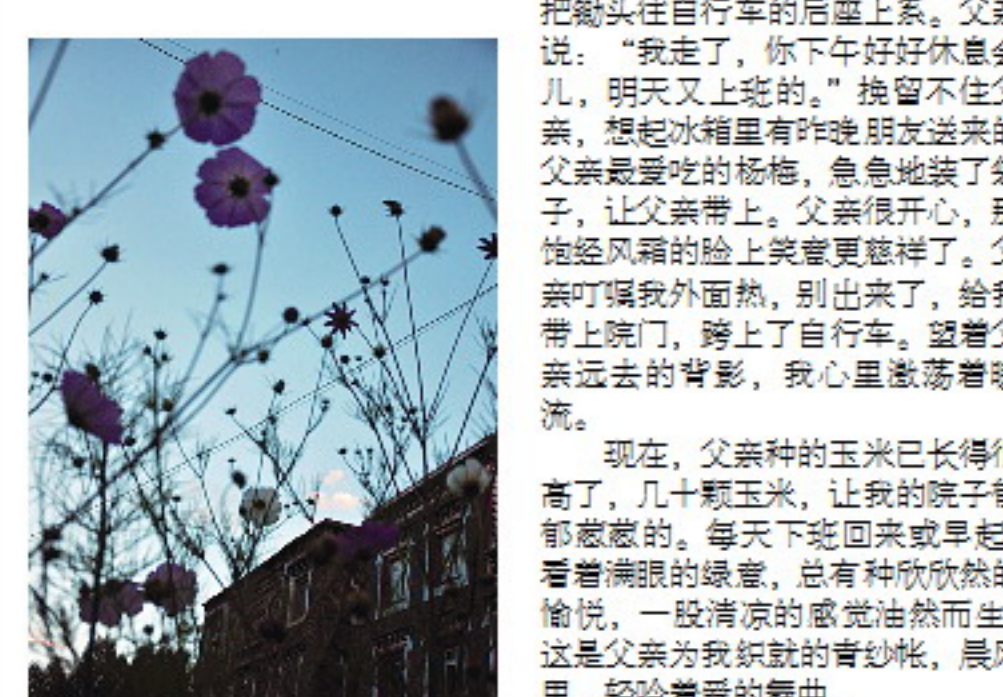 把锄头往自行车的后座上系。父亲
说：“我走了，你下午好好休息会
儿，明天又上班的。”挽留不住父
亲，想起冰箱里有昨晚朋友送来的
父亲最爱吃的杨梅，急急地装了
子，让父亲带上。父亲很开心，那
饱经风霜的脸上笑意更慈祥了。父
亲叮嘱我外面热，别出来了，给我
带上院门，跨上了自行车。望着父
亲远去的背影，我心里激荡着暖
流。
现在，父亲种的玉米已长得很
高了，几十颗玉米，让我的院子
郁葱葱的。每天下班回来或早起
看着满眼的绿意，总有种欣欣然的
愉悦，一股清凉的感觉油然而生
这是父亲为我织就的青纱帐，晨风
里，轻吟着爱的舞曲